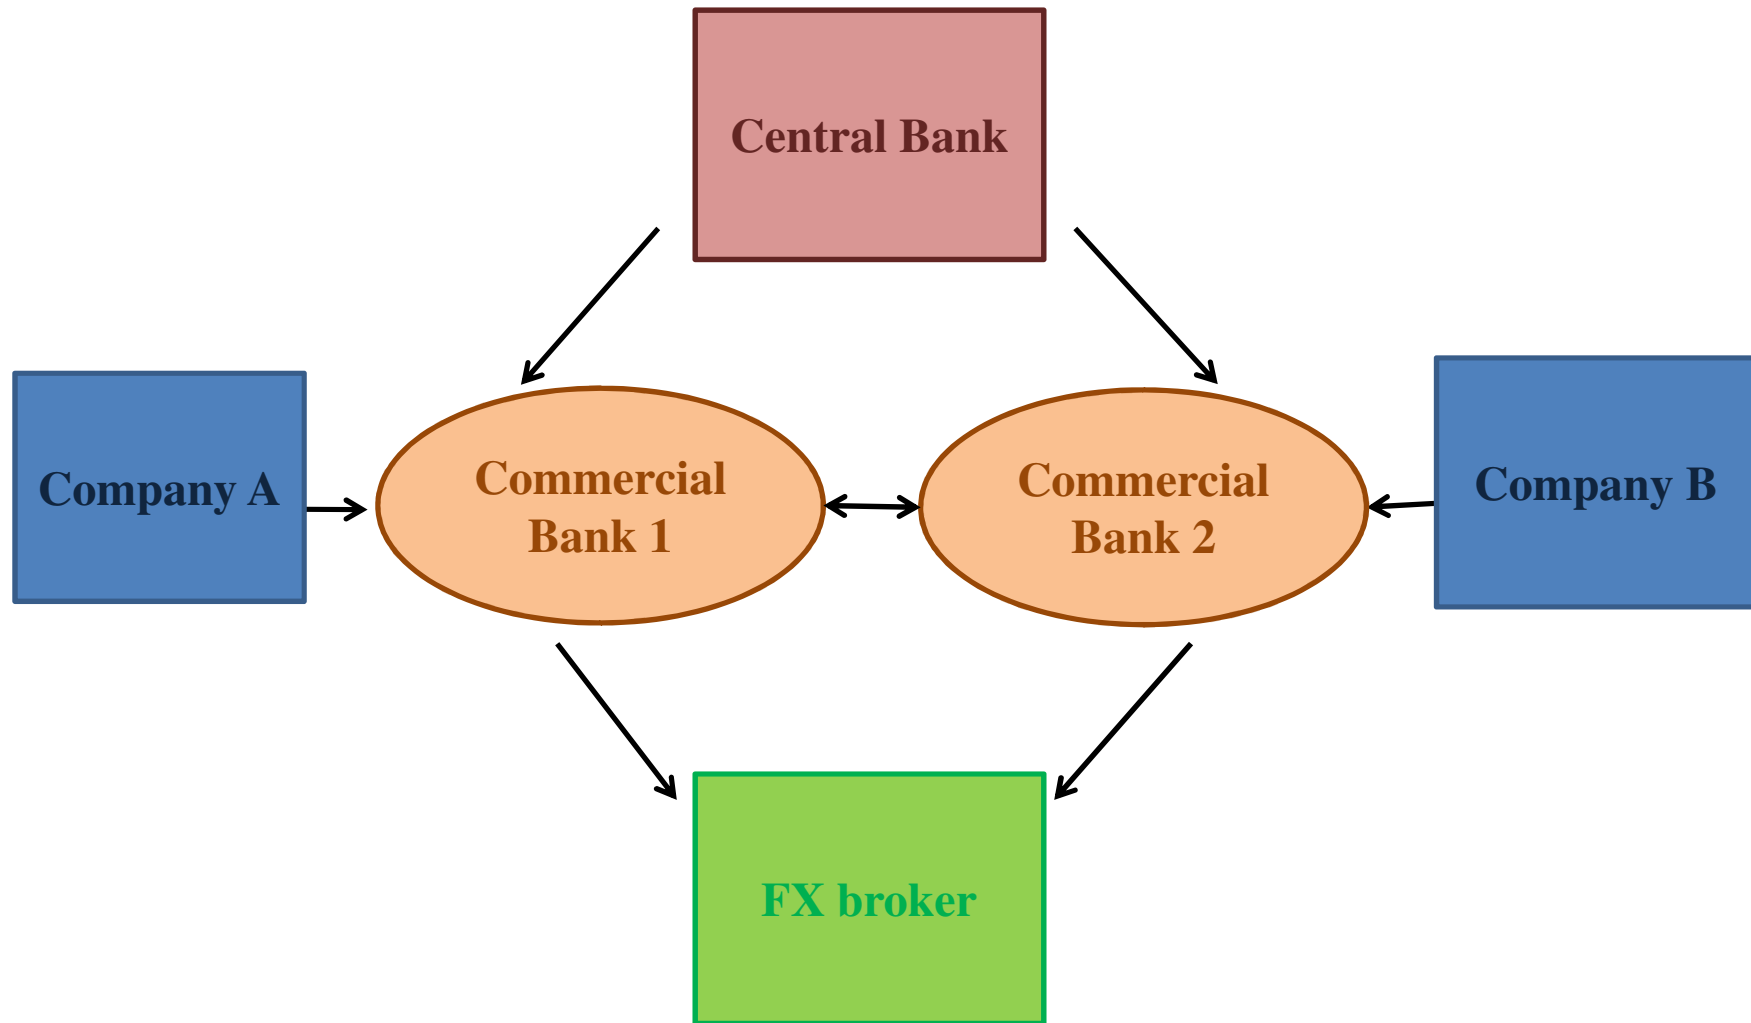 Central Bank
Company A
Commercial
Bank 1
Commercial
Bank 2
Company B
FX broker